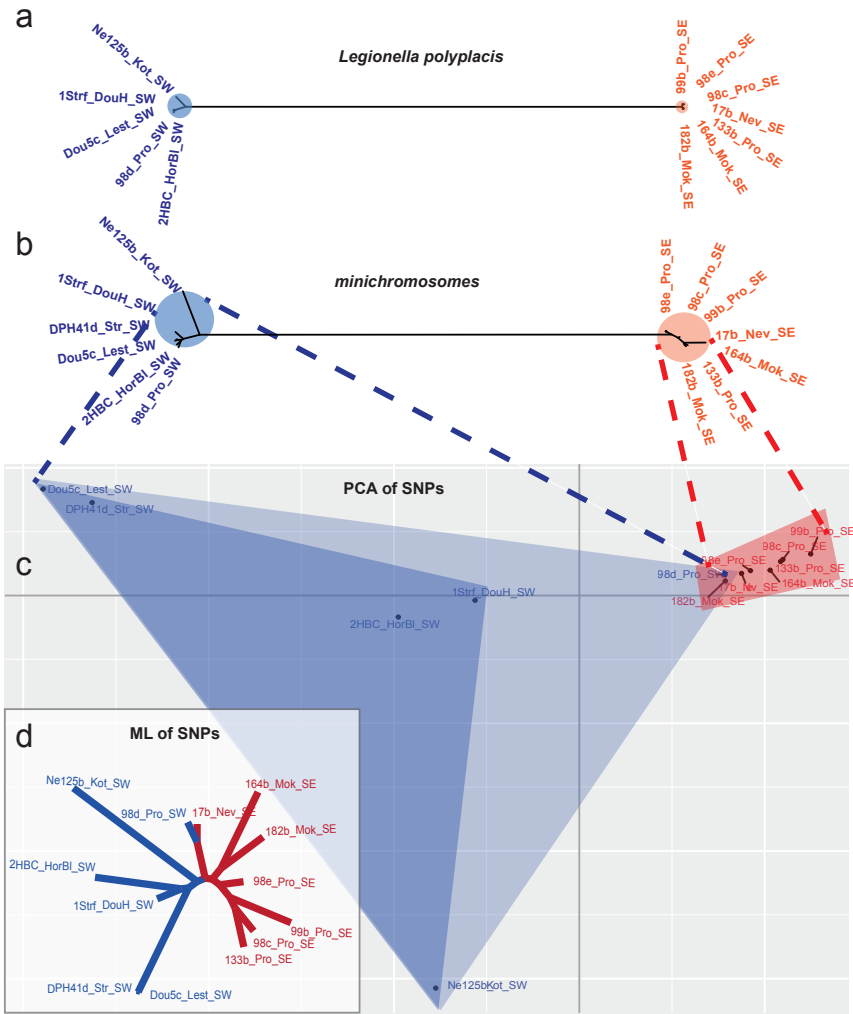 a
Legionella polyplacis
Ne125b_Kot_SW
1Strf_DouH_SW
Dou5c_Lest_SW
98d_Pro_SW
2HBC_HorBl_SW
99b_Pro_SE
98e_Pro_SE
98c_Pro_SE
17b_Nev_SE
133b_Pro_SE
164b_Mok_SE
182b_Mok_SE
b
minichromosomes
Ne125b_Kot_SW
1Strf_DouH_SW
DPH41d_Str_SW
Dou5c_Lest_SW
2HBC_HorBl_SW
98d_Pro_SW
98e_Pro_SE
98c_Pro_SE
99b_Pro_SE
17b_Nev_SE
164b_Mok_SE
133b_Pro_SE
182b_Mok_SE
c
PCA of SNPs
Dou5c_Lest_SW
DPH41d_Str_SW
1Strf_DouH_SW
2HBC_HorBl_SW
99b_Pro_SE
98c_Pro_SE
98e_Pro_SE
98d_Pro_SW
133b_Pro_SE
17b_Nev_SE
164b_Mok_SE
182b_Mok_SE
Ne125bKot_SW
d
ML of SNPs
Ne125b_Kot_SW
98d_Pro_SW
17b_Nev_SE
164b_Mok_SE
182b_Mok_SE
2HBC_HorBl_SW
98e_Pro_SE
1Strf_DouH_SW
99b_Pro_SE
98c_Pro_SE
133b_Pro_SE
DPH41d_Str_SW
Dou5c_Lest_SW